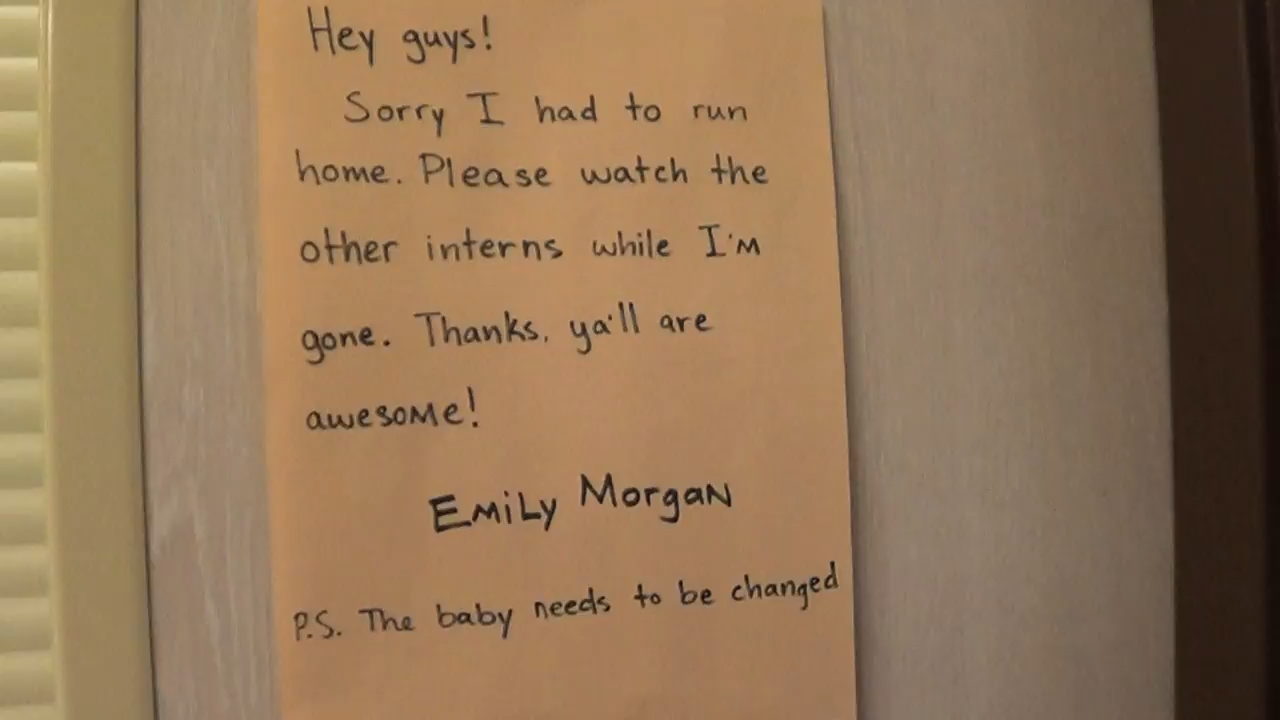 Hey guys!
Sorry I had to run
home. Please watch the
other interns while I'm
gone. Thanks, ya'll are
awesome!
Emily Morgan
P.S. The baby needs to be changed